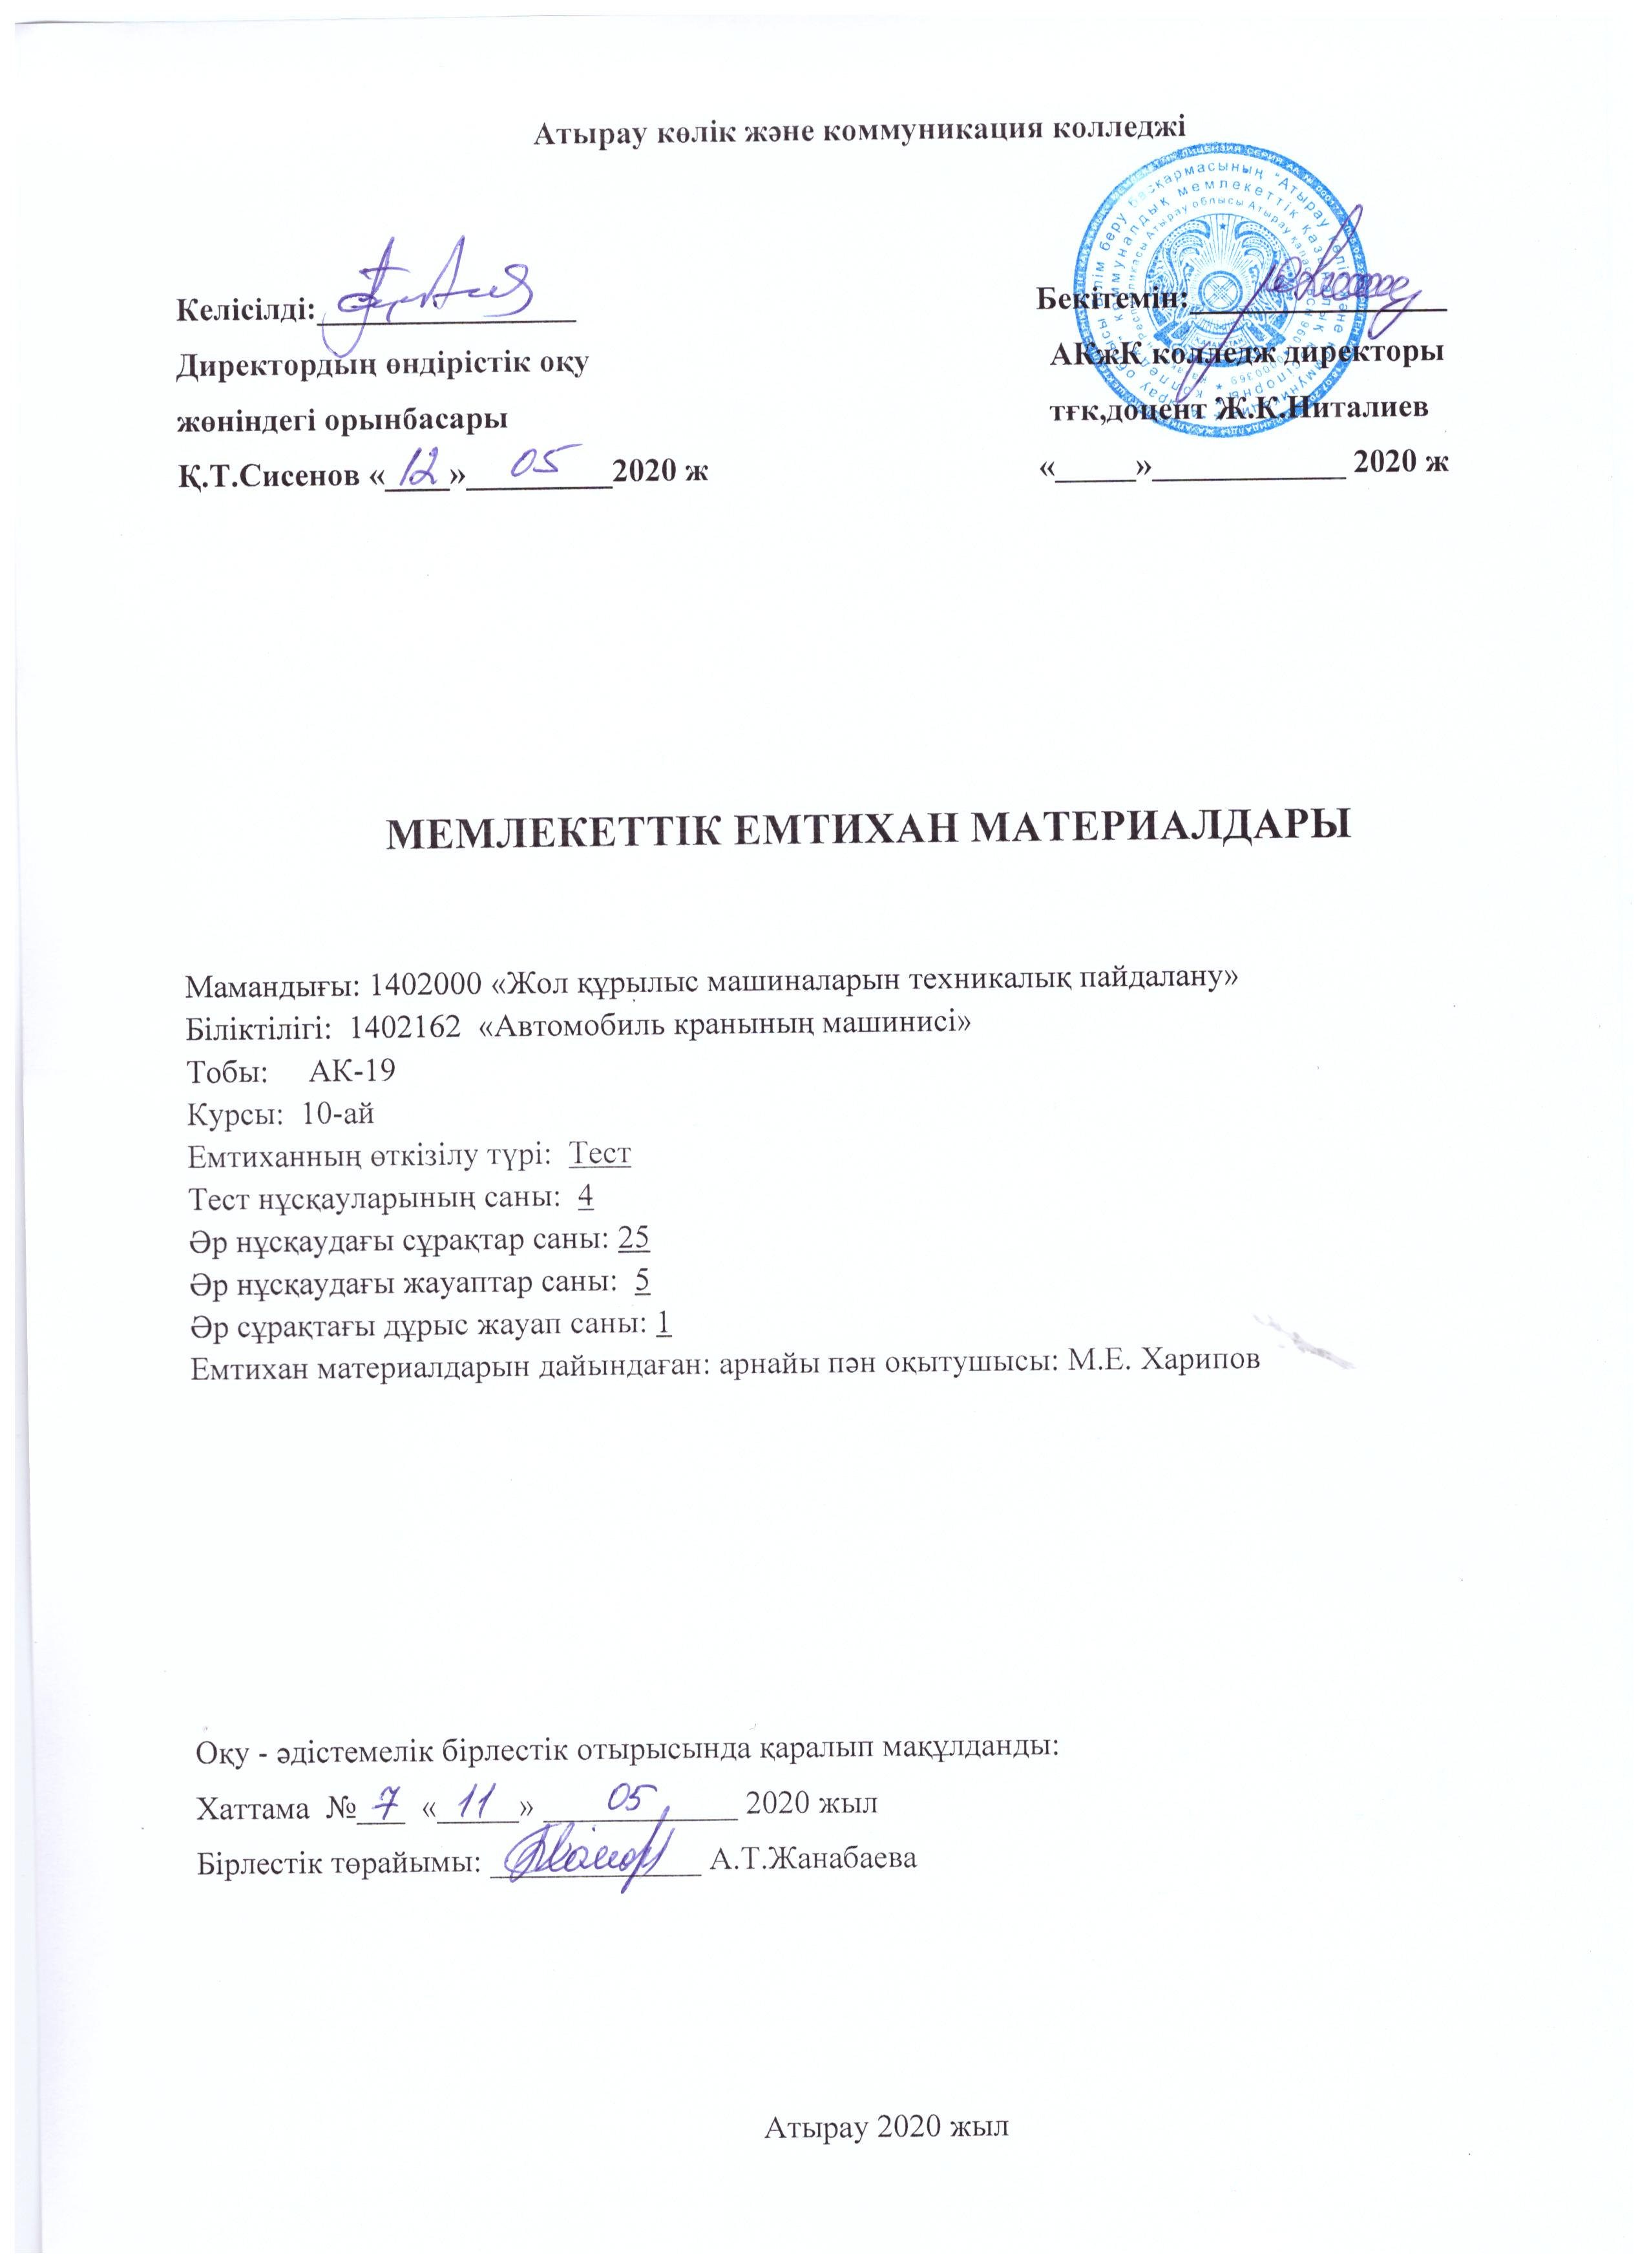 Атырау көлік және коммуникация колледжі
Келісілді:
Директордың өндірістік оқу
жөніндегі орынбасары
Қ.Т.Сисенов «12» 05 2020 ж
Бекітемін:
АКжК колледж директоры
тғк,доцент Ж.К.Ниталиев
«_____»____________ 2020 ж
МЕМЛЕКЕТТІК ЕМТИХАН МАТЕРИАЛДАРЫ
Мамандығы: 1402000 «Жол құрылыс машиналарын техникалық пайдалану»
Біліктілігі: 1402162 «Автомобиль кранының машинисі»
Тобы: АК-19
Курсы: 10-ай
Емтиханның өткізілу түрі: Тест
Тест нұсқауларының саны: 4
Әр нұсқаудағы сұрақтар саны: 25
Әр нұсқаудағы жауаптар саны: 5
Әр сұрақтағы дұрыс жауап саны: 1
Емтихан материалдарын дайындаған: арнайы пән оқытушысы: М.Е. Харипов
Оқу - әдістемелік бірлестік отырысында қаралып мақұлданды:
Хаттама № 7 «11» 05 2020 жыл
Бірлестік төрайымы: А.Т.Жанабаева
Атырау 2020 жыл